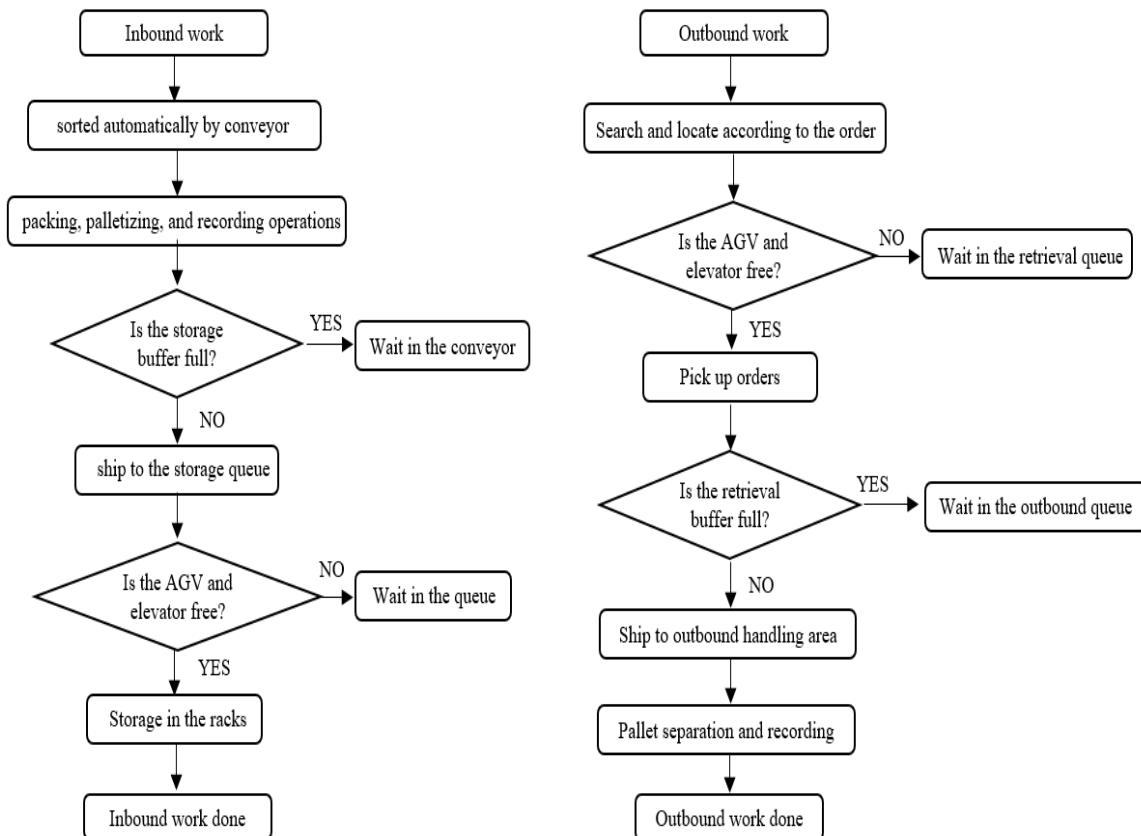 Inbound work
sorted automatically by conveyor
packing, palletizing, and recording operations
Is the storage
buffer full?
YES
Wait in the conveyor
NO
ship to the storage queue
Is the AGV and
elevator free?
NO
Wait in the queue
YES
Storage in the racks
Inbound work done
Outbound work
Search and locate according to the order
Is the AGV and
elevator free?
NO
Wait in the retrieval queue
YES
Pick up orders
Is the retrieval
buffer full?
YES
Wait in the outbound queue
NO
Ship to outbound handling area
Pallet separation and recording
Outbound work done